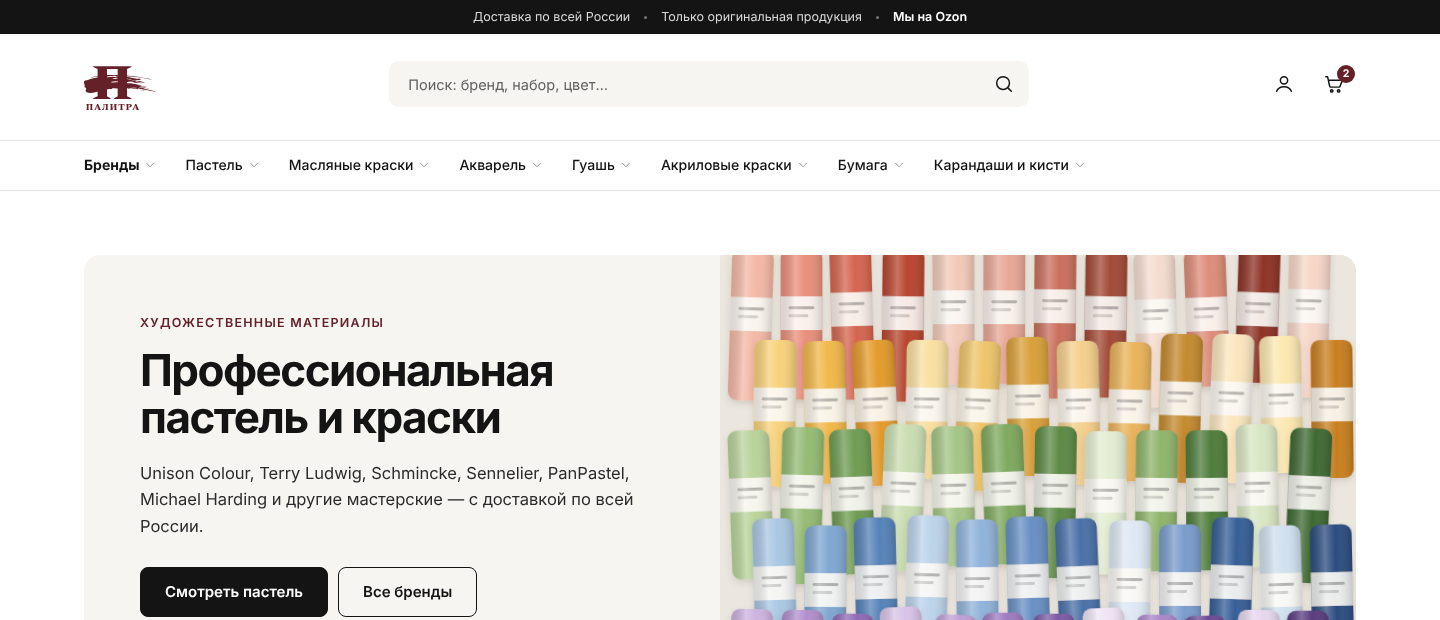 Доставка по всей России • Только оригинальная продукция • Мы на Ozon
П
ПАЛИТРА
Поиск: бренд, набор, цвет...
2
Бренды Пастель Масляные краски Акварель Гуашь Акриловые краски Бумага Карандаши и кисти
ХУДОЖЕСТВЕННЫЕ МАТЕРИАЛЫ
Профессиональная
пастель и краски
Unison Colour, Terry Ludwig, Schmincke, Sennelier, PanPastel,
Michael Harding и другие мастерские — с доставкой по всей
России.
Смотреть пастель Все бренды